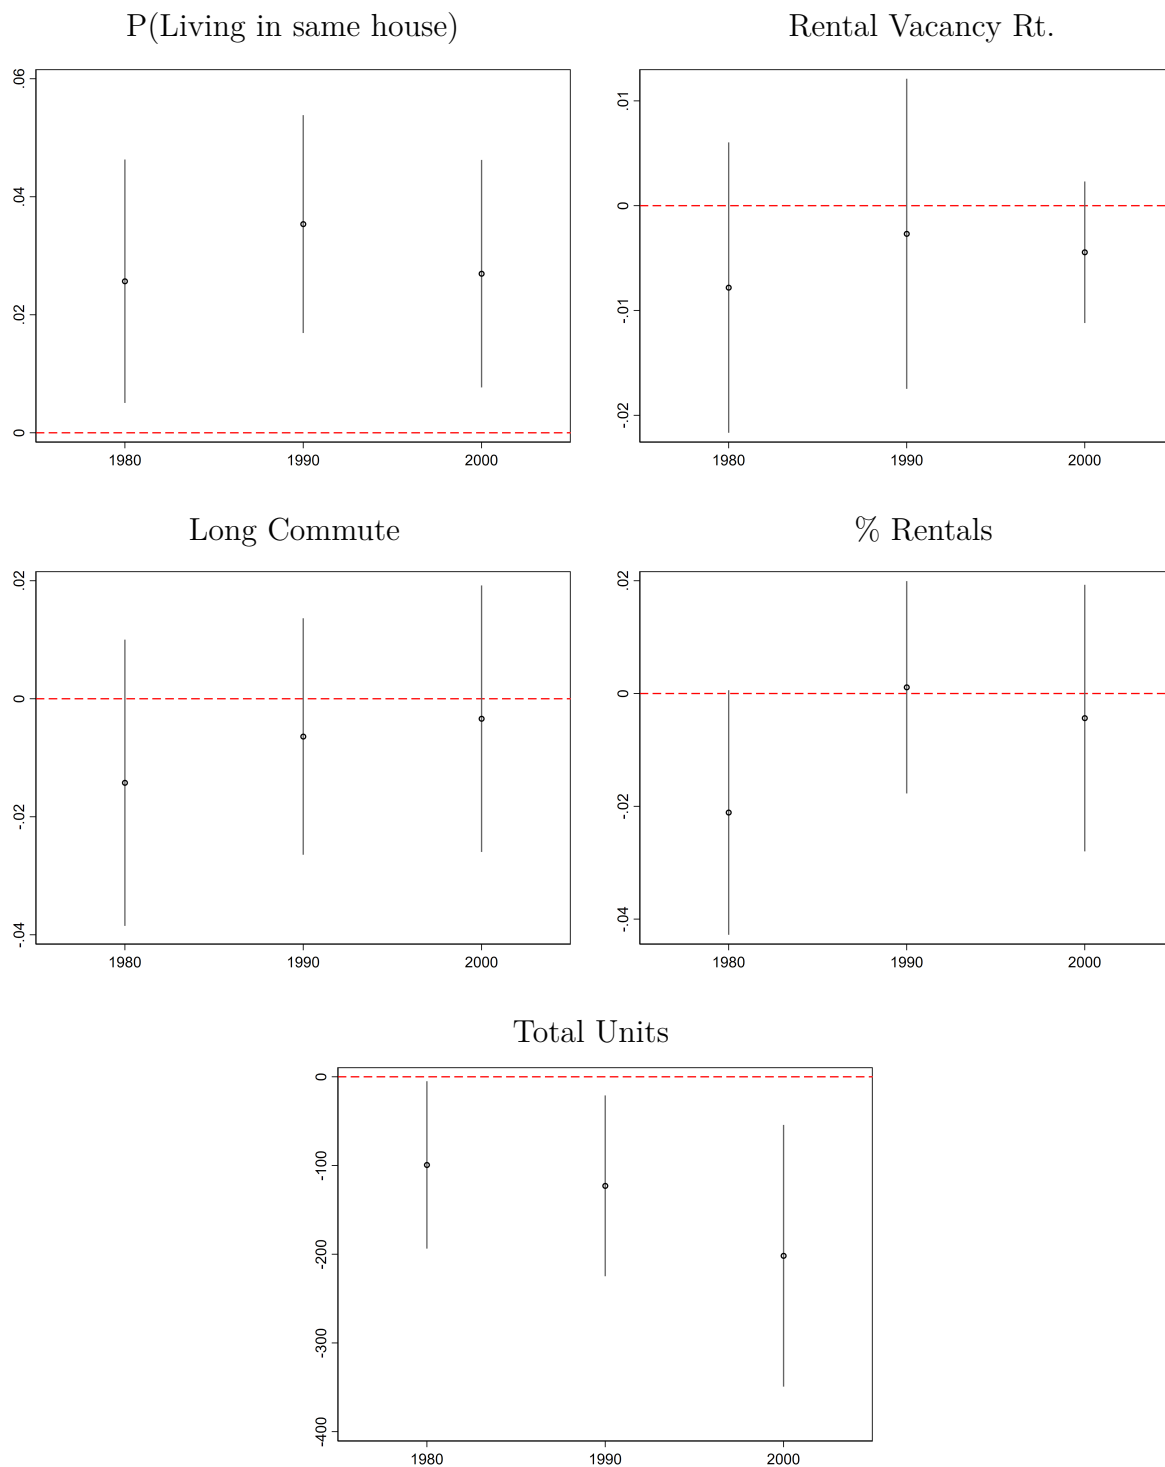 P(Living in same house)
Rental Vacancy Rt.
.06
.04
.02
0
1980 1990 2000
.01
0
-.01
-.02
1980 1990 2000
Long Commute
% Rentals
.02
0
-.02
-.04
1980 1990 2000
.02
0
-.02
-.04
1980 1990 2000
Total Units
0
-100
-200
-300
-400
1980 1990 2000